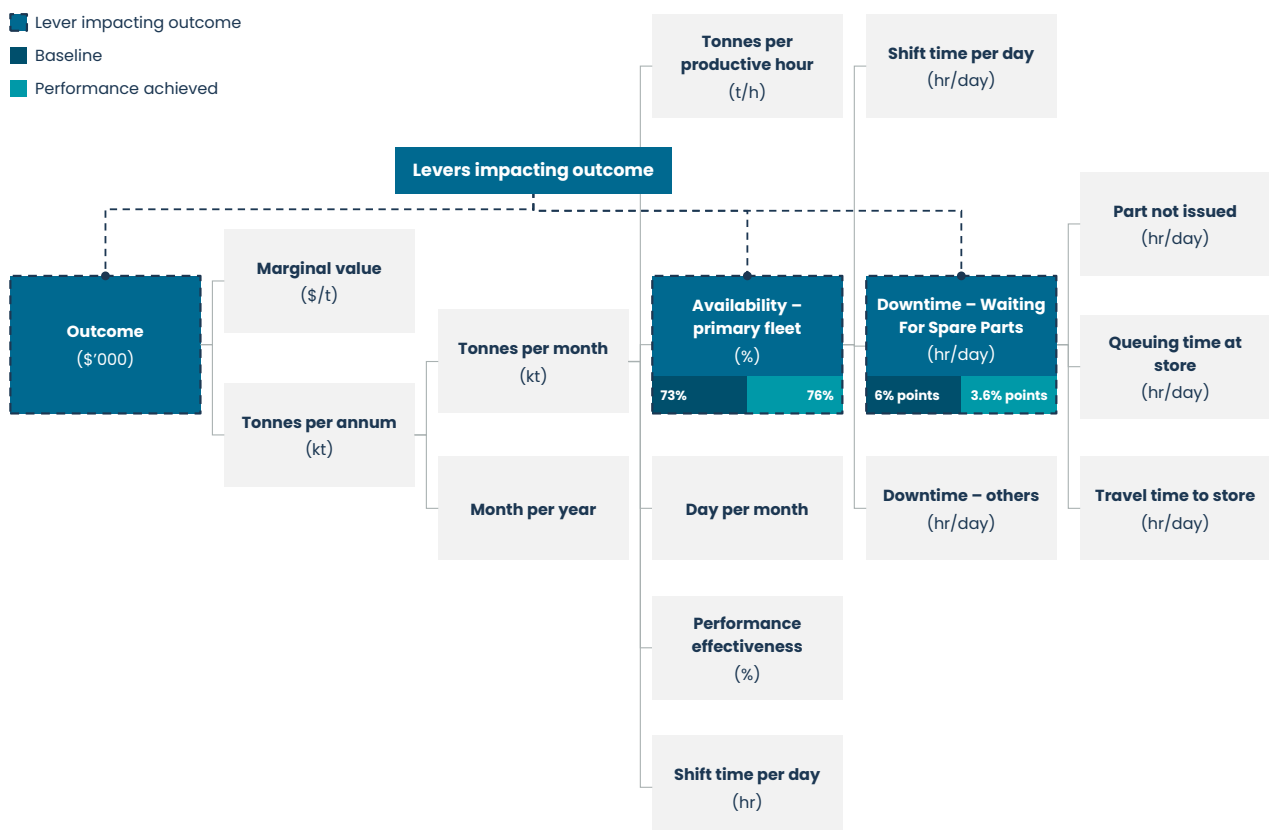 Lever impacting outcome
Baseline
Performance achieved
Levers impacting outcome
Outcome
($’000)
Marginal value
($/t)
Tonnes per annum
(kt)
Tonnes per month
(kt)
Month per year
Tonnes per
productive hour
(t/h)
Availability –
primary fleet
(%)
73%
76%
Day per month
Performance
effectiveness
(%)
Shift time per day
(hr)
Shift time per day
(hr/day)
Downtime – Waiting
For Spare Parts
(hr/day)
6% points
3.6% points
Downtime – others
(hr/day)
Part not issued
(hr/day)
Queuing time at
store
(hr/day)
Travel time to store
(hr/day)